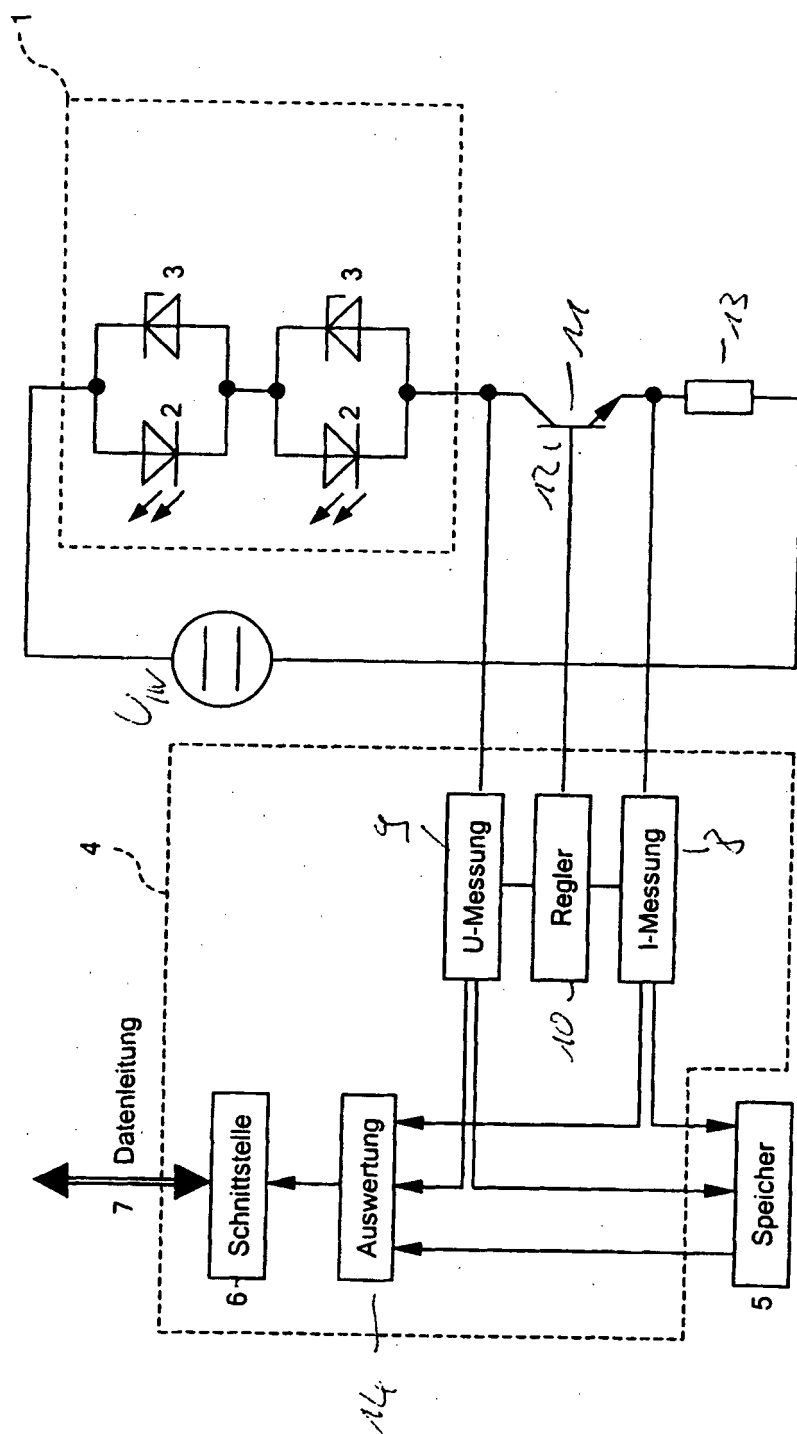 1
3
2
3
2
11
12
13
U_IN
4
9
U-Messung
Regler
10
I-Messung
8
Datenleitung
7
Schnittstelle
6
Auswertung
14
Speicher
5